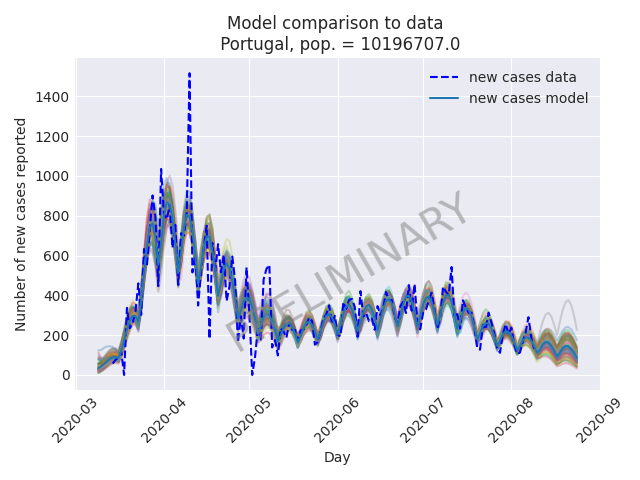 Model comparison to data
Portugal, pop. = 10196707.0
new cases data
new cases model
Number of new cases reported
1400
1200
1000
800
600
400
200
0
PRELIMINARY
2020-03
2020-04
2020-05
2020-06
2020-07
2020-08
2020-09
Day